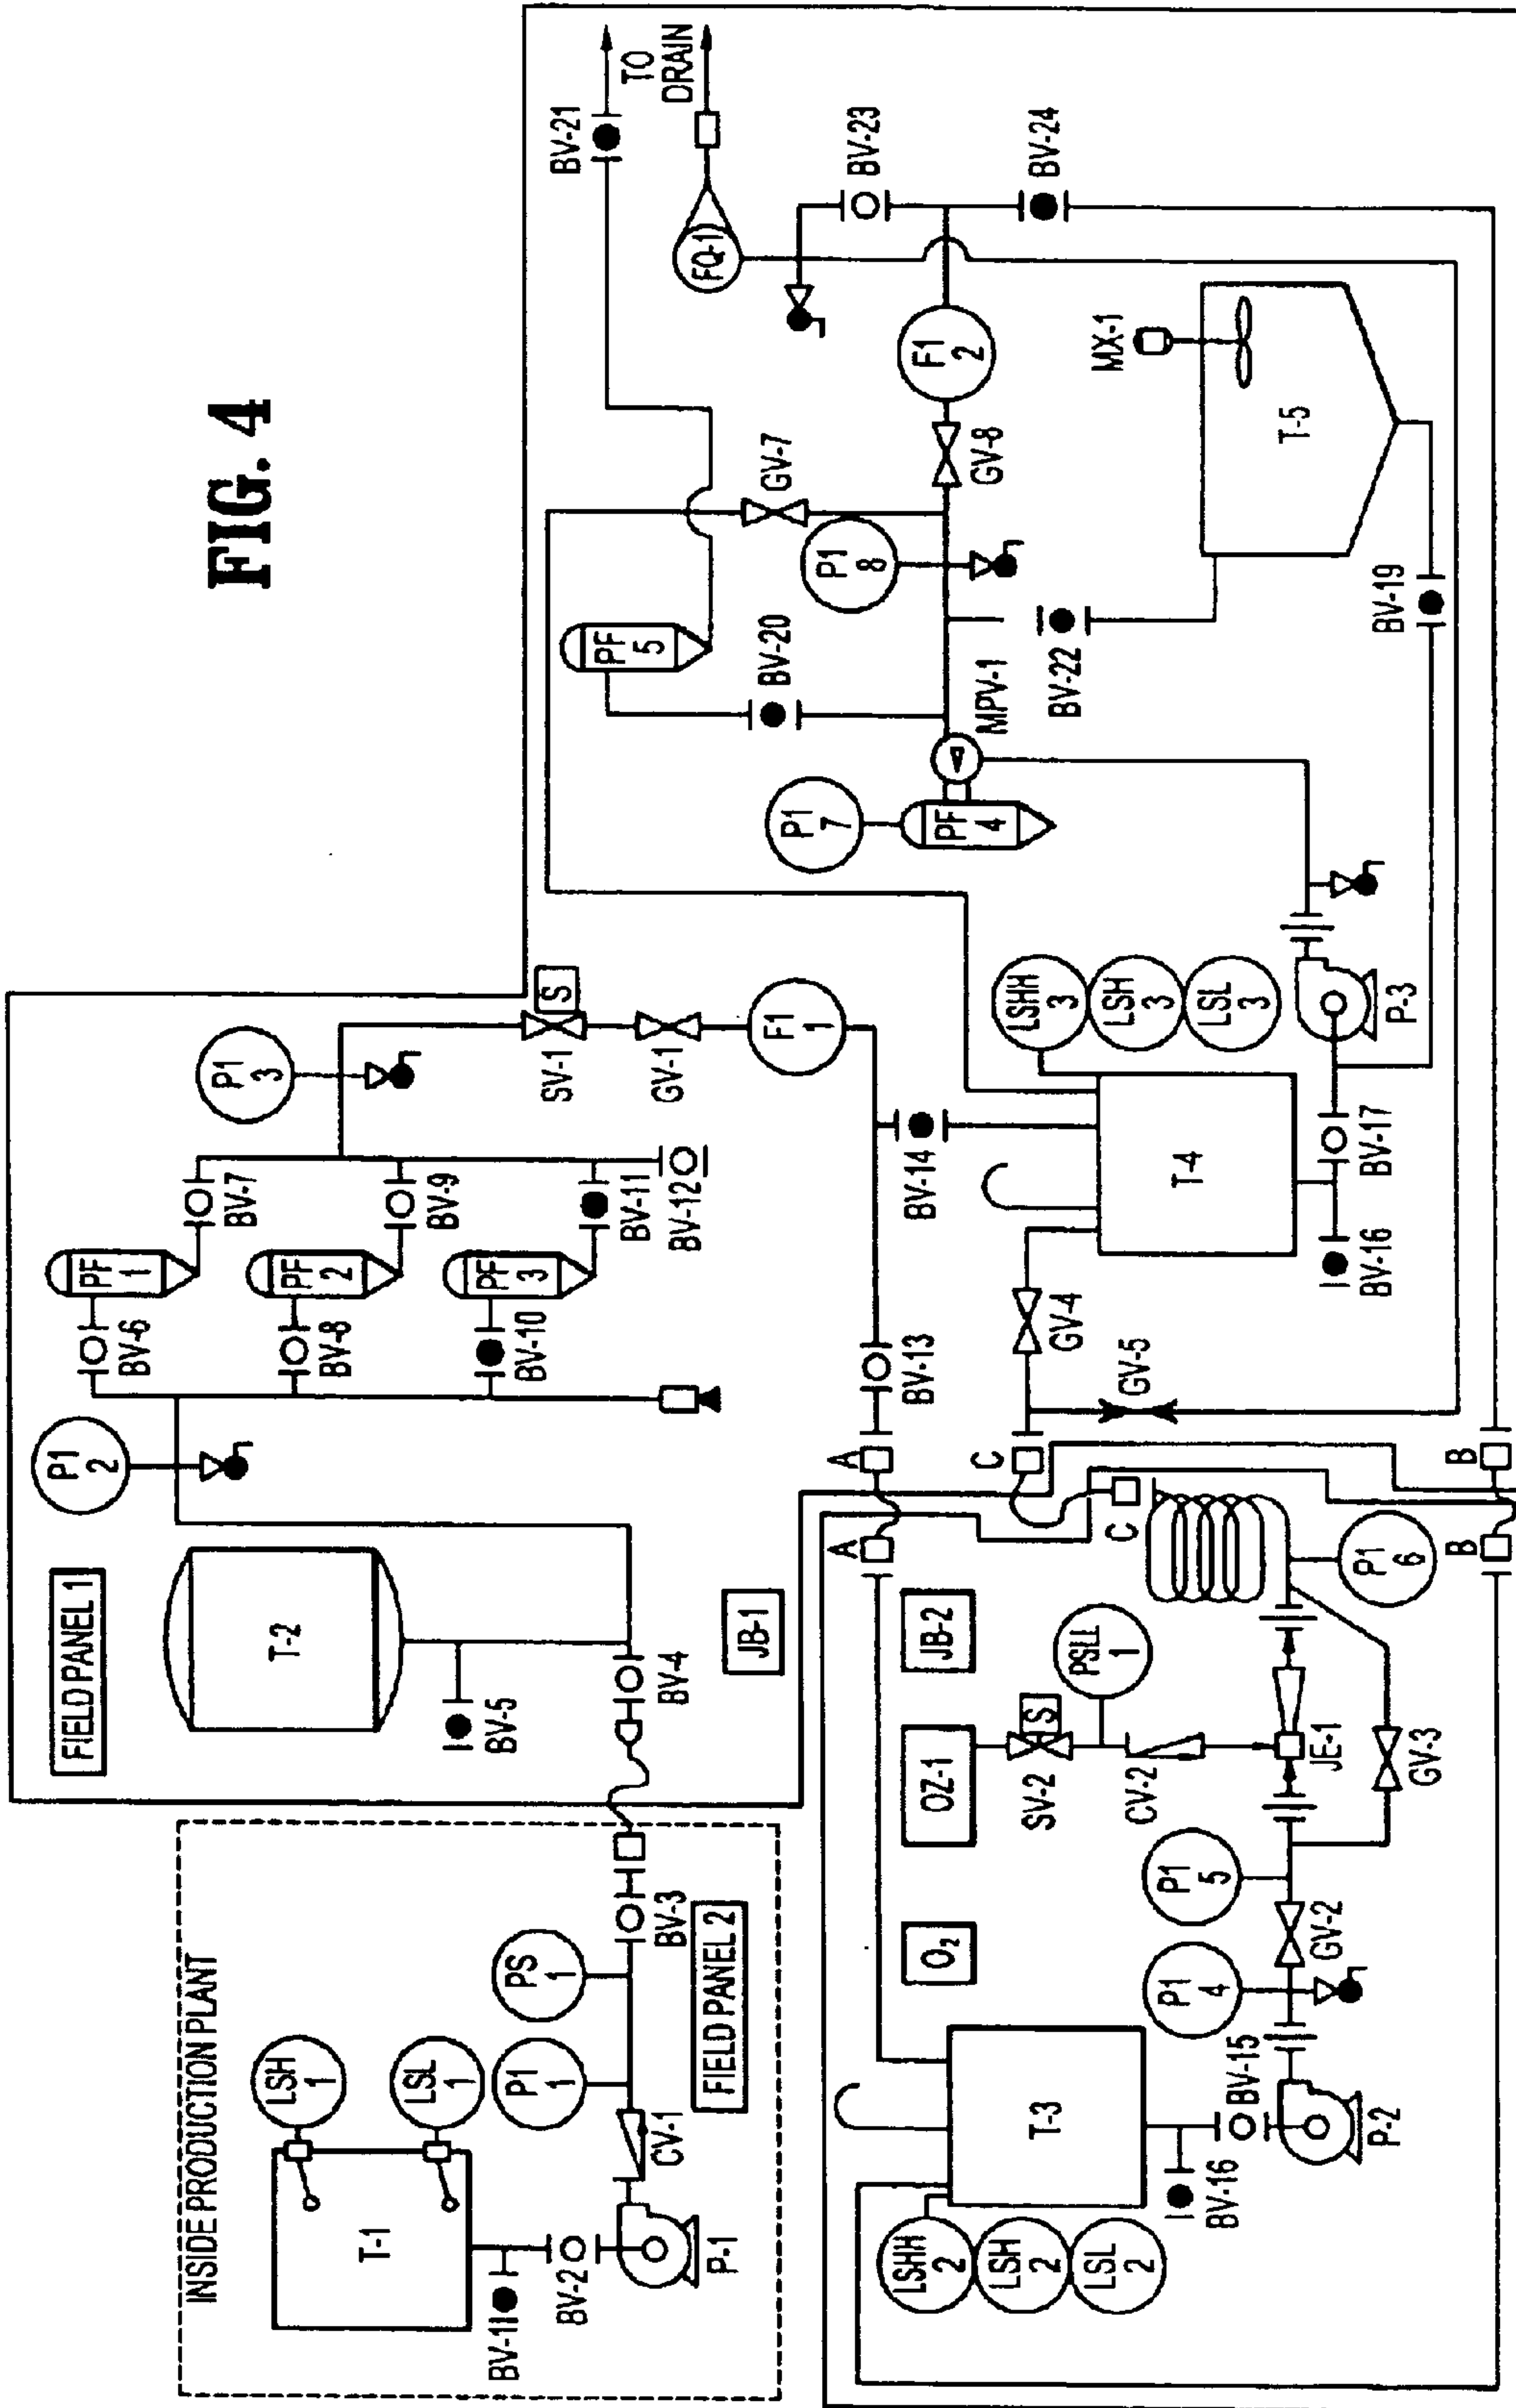 FIG. 4
INSIDE PRODUCTION PLANT
T-1
LSH
1
LSL
1
BV-1
BV-2
P-1
CV-1
P1
1
PS
1
BV-3
FIELD PANEL 2
FIELD PANEL 1
T-2
BV-5
BV-4
JB-1
P1
2
BV-6
PF
1
BV-7
BV-8
PF
2
BV-9
BV-10
PF
3
BV-11
BV-12
P1
3
S
SV-1
GV-1
F1
1
BV-13
BV-14
A
A
C
C
B
B
LSHH
2
LSH
2
LSL
2
T-3
BV-16
BV-15
P-2
O2
OZ-1
JB-2
S
SV-2
PSLL
1
CV-2
P1
4
GV-2
P1
5
JE-1
GV-3
P1
6
GV-4
GV-5
T-4
BV-16
BV-17
LSHH
3
LSH
3
LSL
3
P-3
P1
7
PF
4
MPV-1
BV-20
PF
5
BV-21
TO
DRAIN
FQ-1
P1
8
GV-7
GV-8
F1
2
BV-23
BV-24
BV-22
MX-1
T-5
BV-19